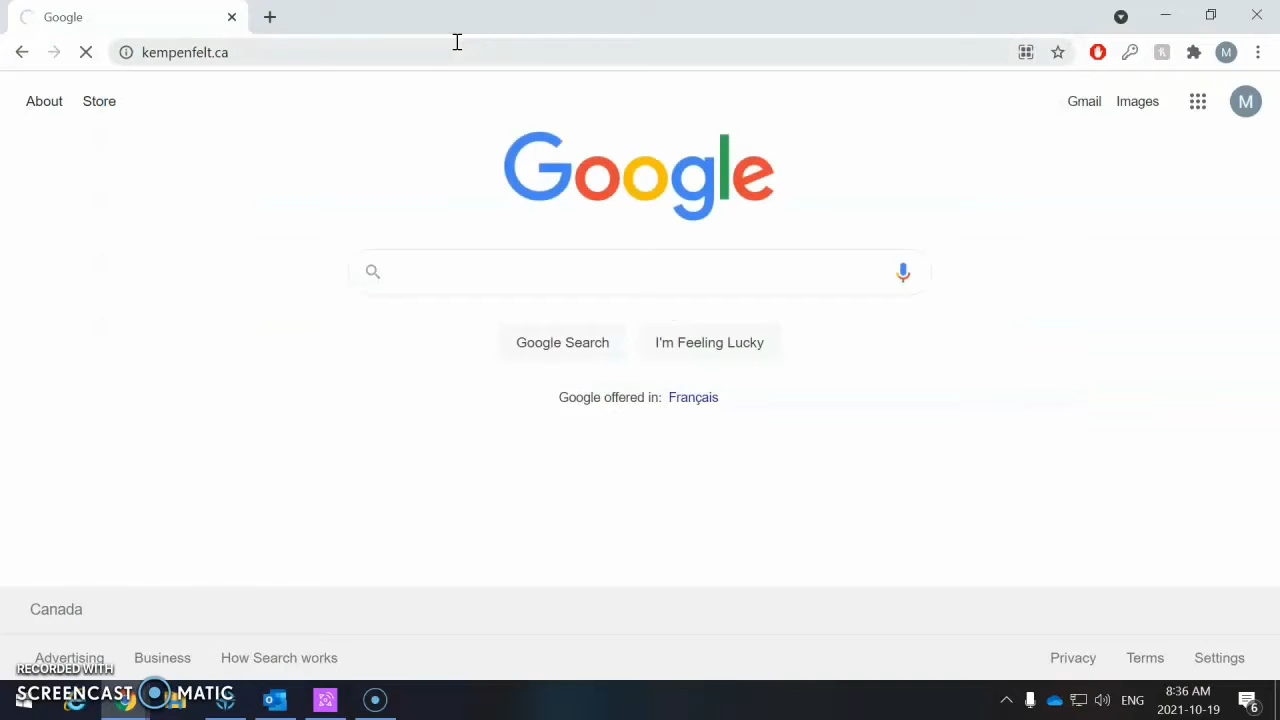 Google
kempenfelt.ca
M
About Store
Gmail Images
M
Google
Google Search I'm Feeling Lucky
Google offered in: Français
Canada
Advertising Business How Search works
Privacy Terms Settings
RECORDED WITH
SCREENCAST MATIC
ENG
8:36 AM
2021-10-19
6